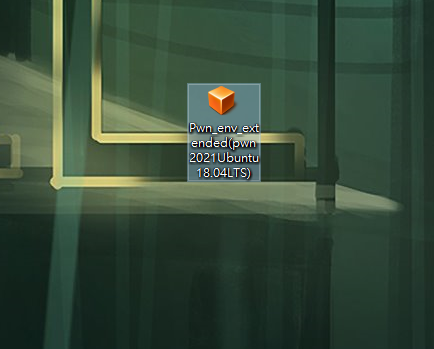 Pwn_env_ext
ended(pwn
2021Ubuntu
18.04LTS)